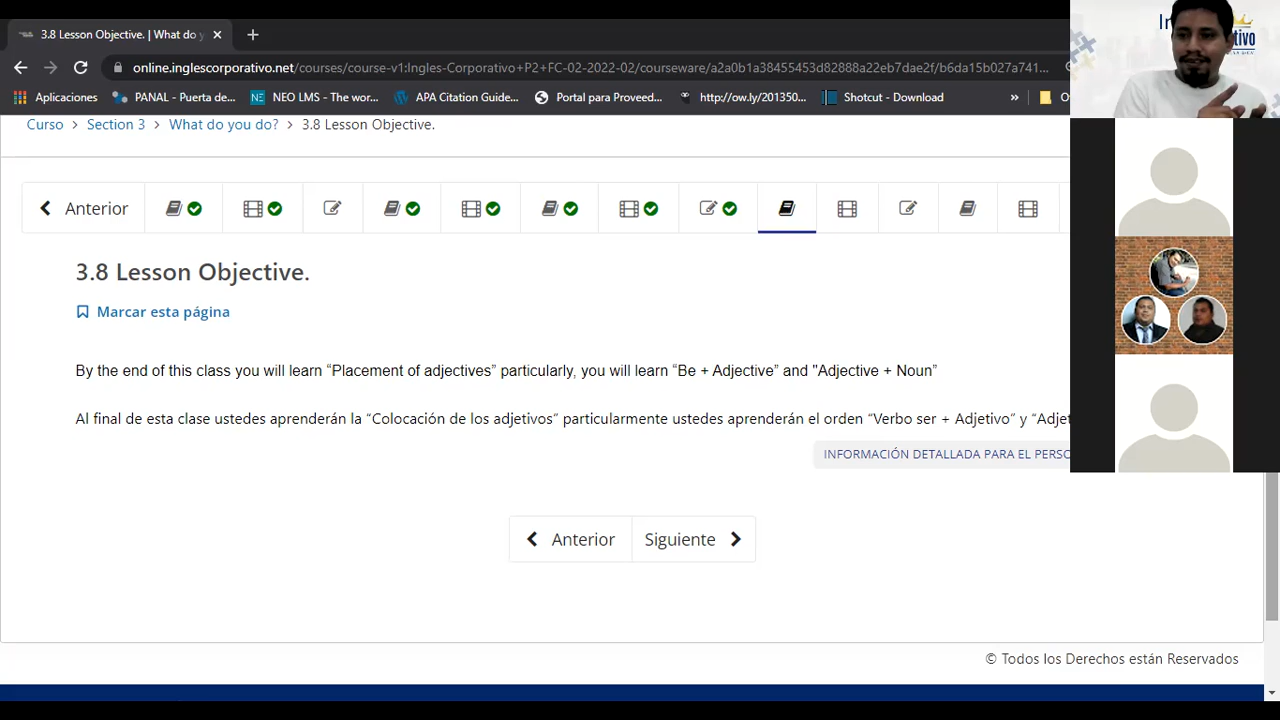 3.8 Lesson Objective. | What do y
online.inglescorporativo.net/courses/course-v1:Ingles-Corporativo+P2+FC-02-2022-02/courseware/a2a0b1a38455455d82888a22eb7dae2f/b6da15b027a741...
Aplicaciones PANAL - Puerta de... NEO LMS - The wor... APA Citation Guide... Portal para Proveed... http://ow.ly/201350... Shotcut - Download »
Curso > Section 3 > What do you do? > 3.8 Lesson Objective.
Anterior
3.8 Lesson Objective.
Marcar esta página
By the end of this class you will learn “Placement of adjectives” particularly, you will learn “Be + Adjective” and "Adjective + Noun”
Al final de esta clase ustedes aprenderán la “Colocación de los adjetivos” particularmente ustedes aprenderán el orden “Verbo ser + Adjetivo” y “Adjet
INFORMACIÓN DETALLADA PARA EL PERSO
Anterior Siguiente
© Todos los Derechos están Reservados